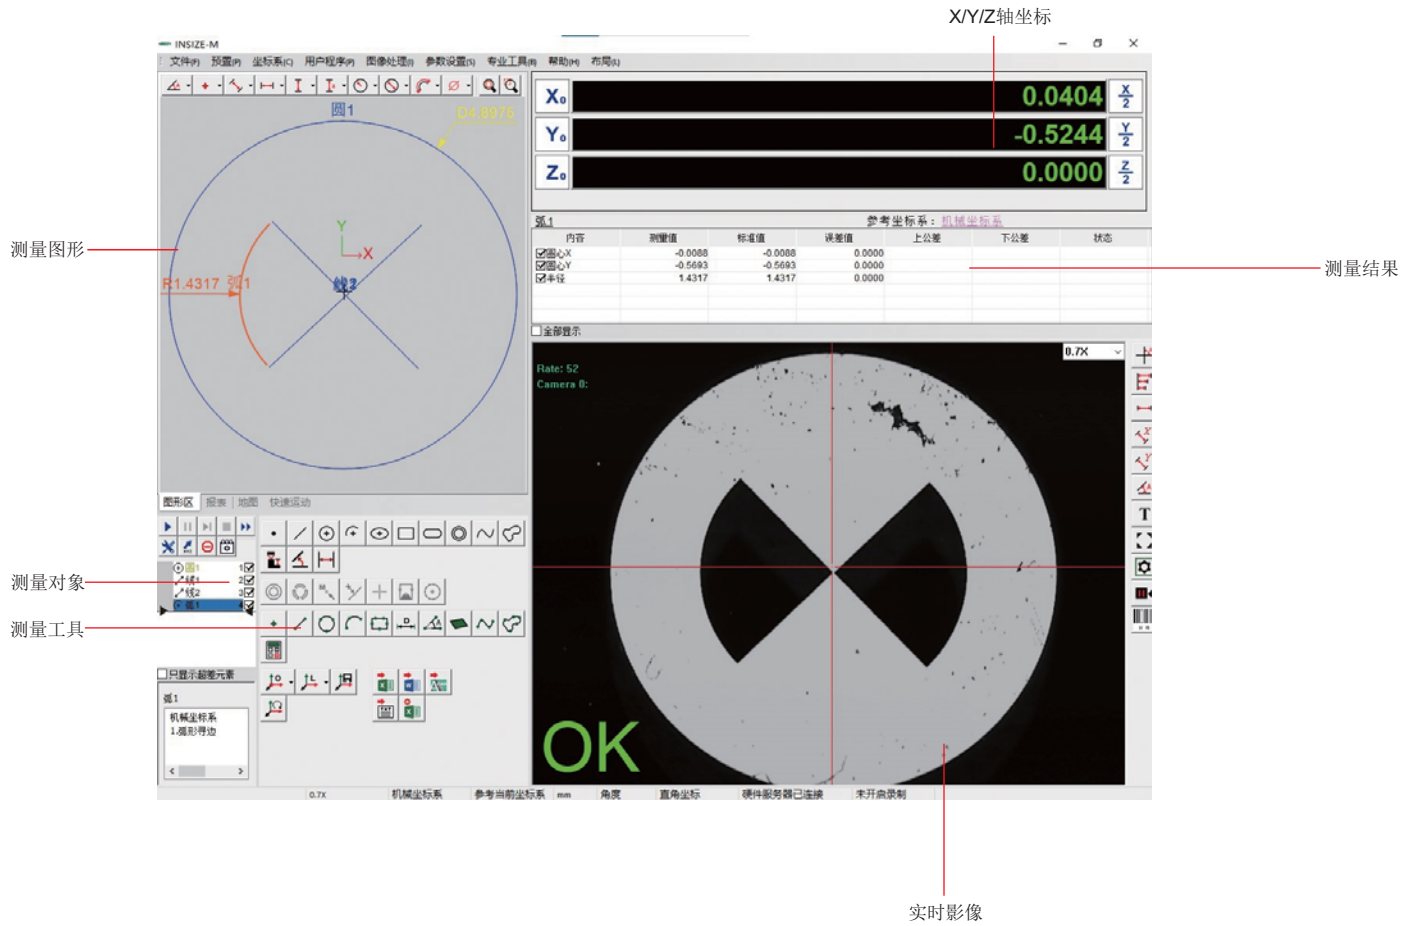 X/Y/Z轴坐标
INSIZE-M
文件(F) 预置(P) 坐标系(C) 用户程序(P) 图像处理(I) 参数设置(S) 专业工具(R) 帮助(H) 布局(L)
圆1
D4.8975
X₀ 0.0404 X/2
Y₀ -0.5244 Y/2
Z₀ 0.0000 Z/2
弧1 参考坐标系：机械坐标系
内容 测量值 标准值 误差值 上公差 下公差 状态
圆心X -0.0088 -0.0088 0.0000
圆心Y -0.5693 -0.5693 0.0000
半径 1.4317 1.4317 0.0000
全部显示
测量图形
Y
X
R1.4317 弧1
测量结果
0.7X
Rate: 52
Camera 0:
图形区 报表 地图 快速运动
圆1 1
线1 2
线2 3
弧1 4
测量对象
测量工具
只显示超差元素
弧1
机械坐标系
1.弧形寻边
T
OK
0.7X 机械坐标系 参考当前坐标系 mm 角度 直角坐标 硬件服务器已连接 未开启录制
实时影像